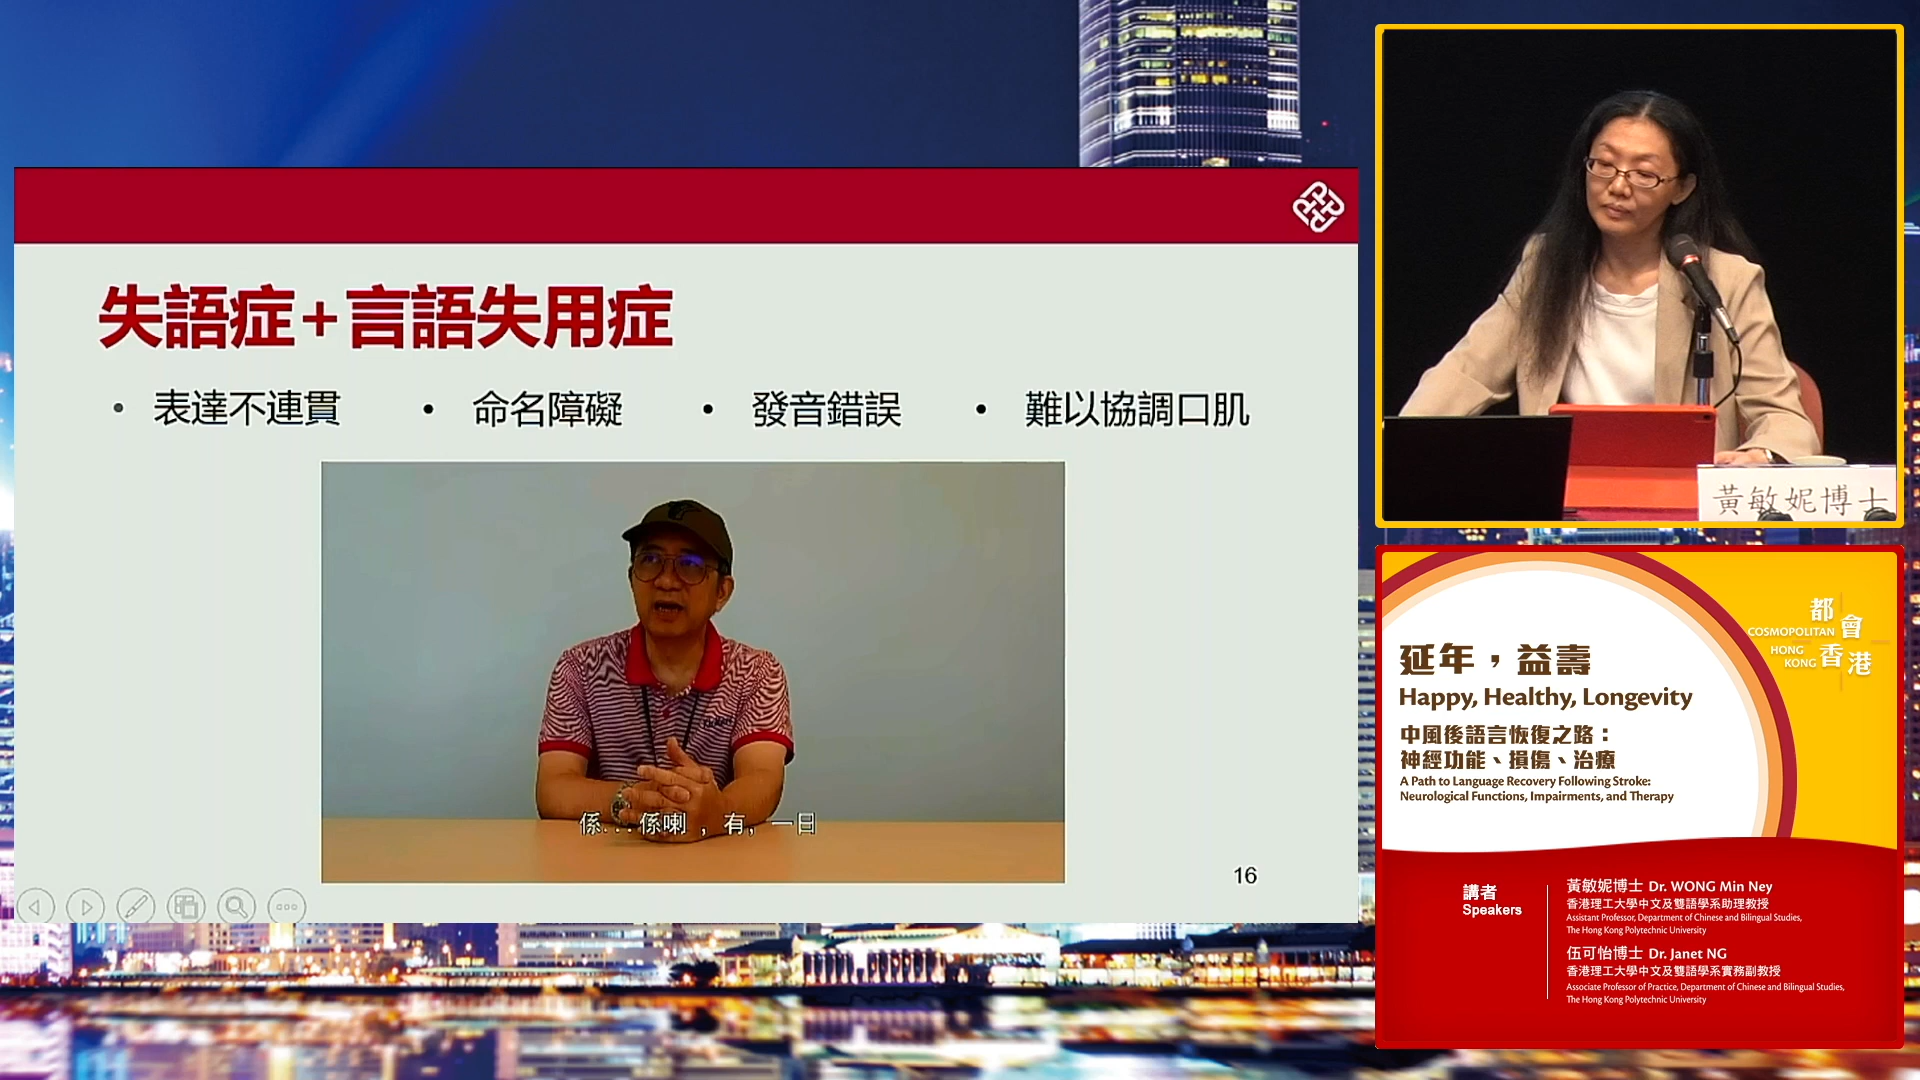 失語症+言語失用症
• 表達不連貫 • 命名障礙 • 發音錯誤 • 難以協調口肌
係...係喇 , 有, 一日
16
黃敏妮博士
都會香港
COSMOPOLITAN
HONG
KONG
延年，益壽
Happy, Healthy, Longevity
中風後語言恢復之路：
神經功能、損傷、治療
A Path to Language Recovery Following Stroke:
Neurological Functions, Impairments, and Therapy
講者
Speakers
黃敏妮博士 Dr. WONG Min Ney
香港理工大學中文及雙語學系助理教授
Assistant Professor, Department of Chinese and Bilingual Studies,
The Hong Kong Polytechnic University
伍可怡博士 Dr. Janet NG
香港理工大學中文及雙語學系實務副教授
Associate Professor of Practice, Department of Chinese and Bilingual Studies,
The Hong Kong Polytechnic University